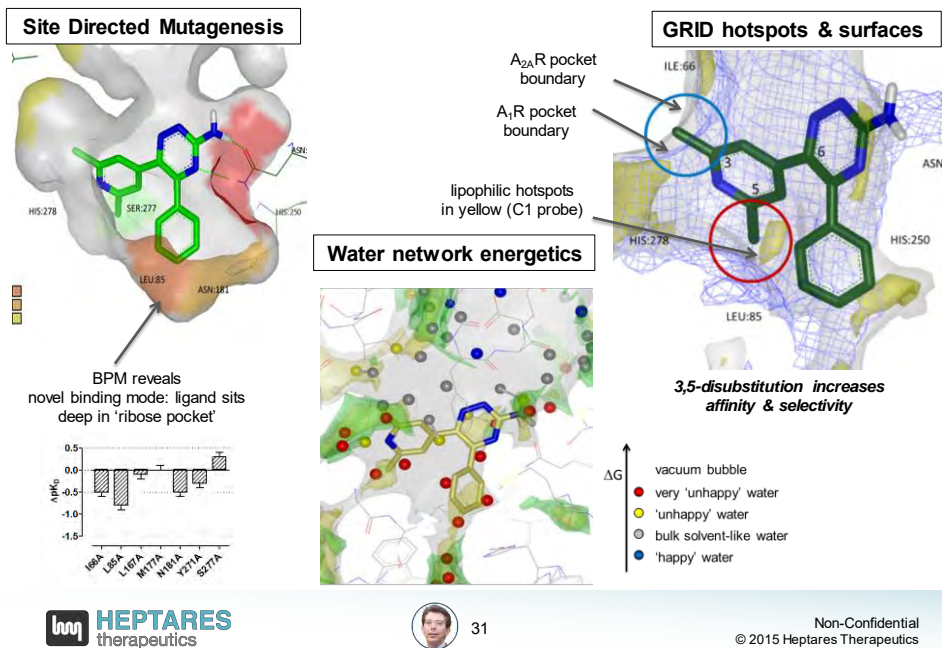 Site Directed Mutagenesis
HIS:278
SER:277
ASN:
HIS:250
LEU:85
ASN:181
BPM reveals
novel binding mode: ligand sits
deep in ‘ribose pocket’
ΔpKD
0.5
0.0
-0.5
-1.0
-1.5
I66A
L85A
L167A
M177A
N181A
Y271A
S277A
A2AR pocket
boundary
A1R pocket
boundary
lipophilic hotspots
in yellow (C1 probe)
Water network energetics
GRID hotspots & surfaces
ILE:66
6
3
5
ASN
HIS:278
HIS:250
LEU:85
3,5-disubstitution increases
affinity & selectivity
ΔG
vacuum bubble
very ‘unhappy’ water
‘unhappy’ water
bulk solvent-like water
‘happy’ water
HEPTARES
therapeutics
31
Non-Confidential
© 2015 Heptares Therapeutics